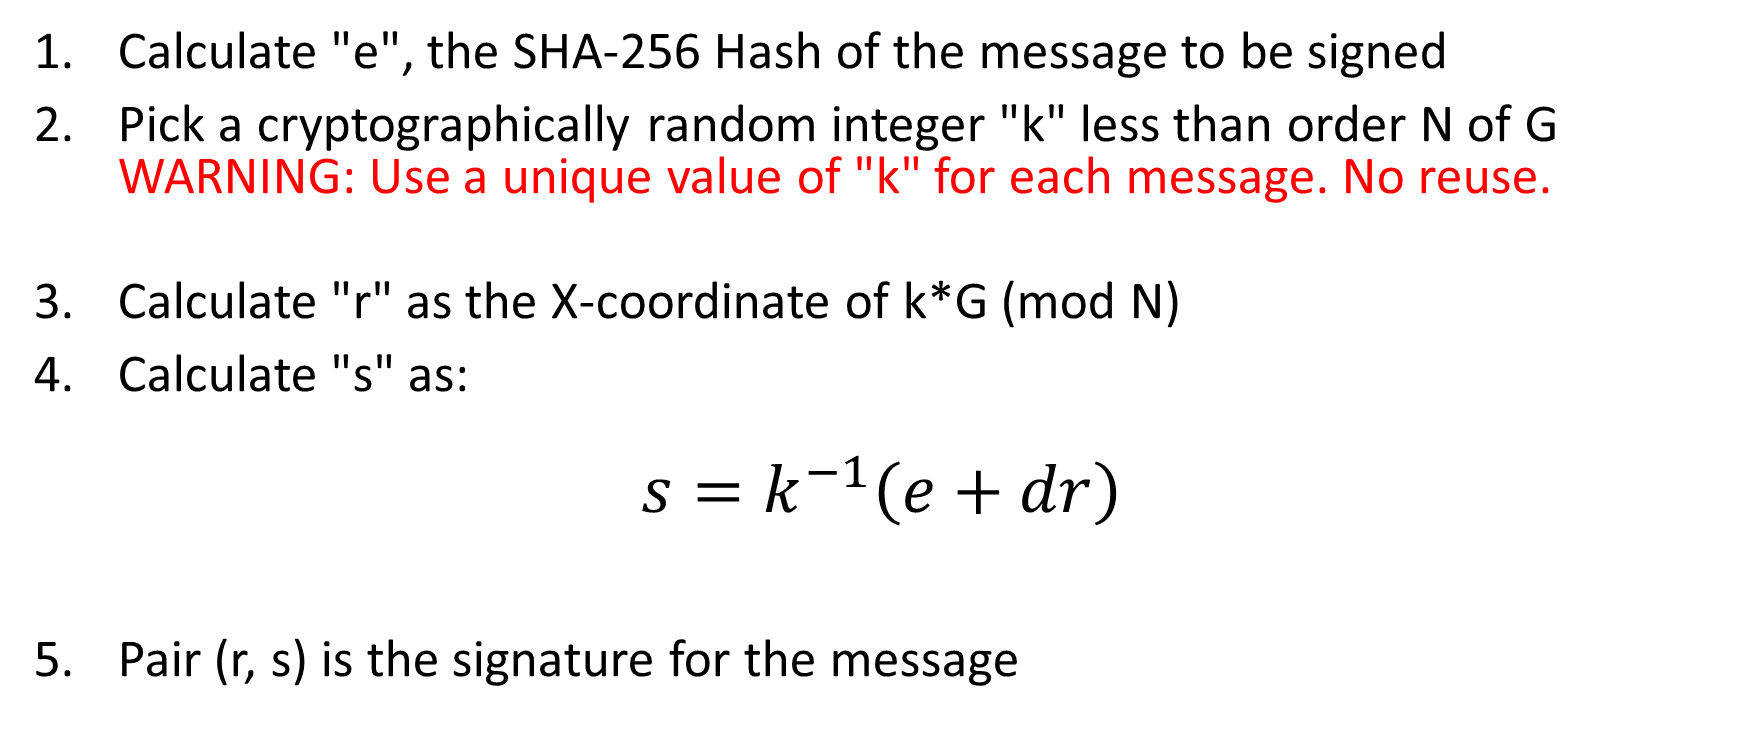 1. Calculate "e", the SHA-256 Hash of the message to be signed
2. Pick a cryptographically random integer "k" less than order N of G
WARNING: Use a unique value of "k" for each message. No reuse.
3. Calculate "r" as the X-coordinate of k*G (mod N)
4. Calculate "s" as:
s = k⁻¹(e + dr)
5. Pair (r, s) is the signature for the message